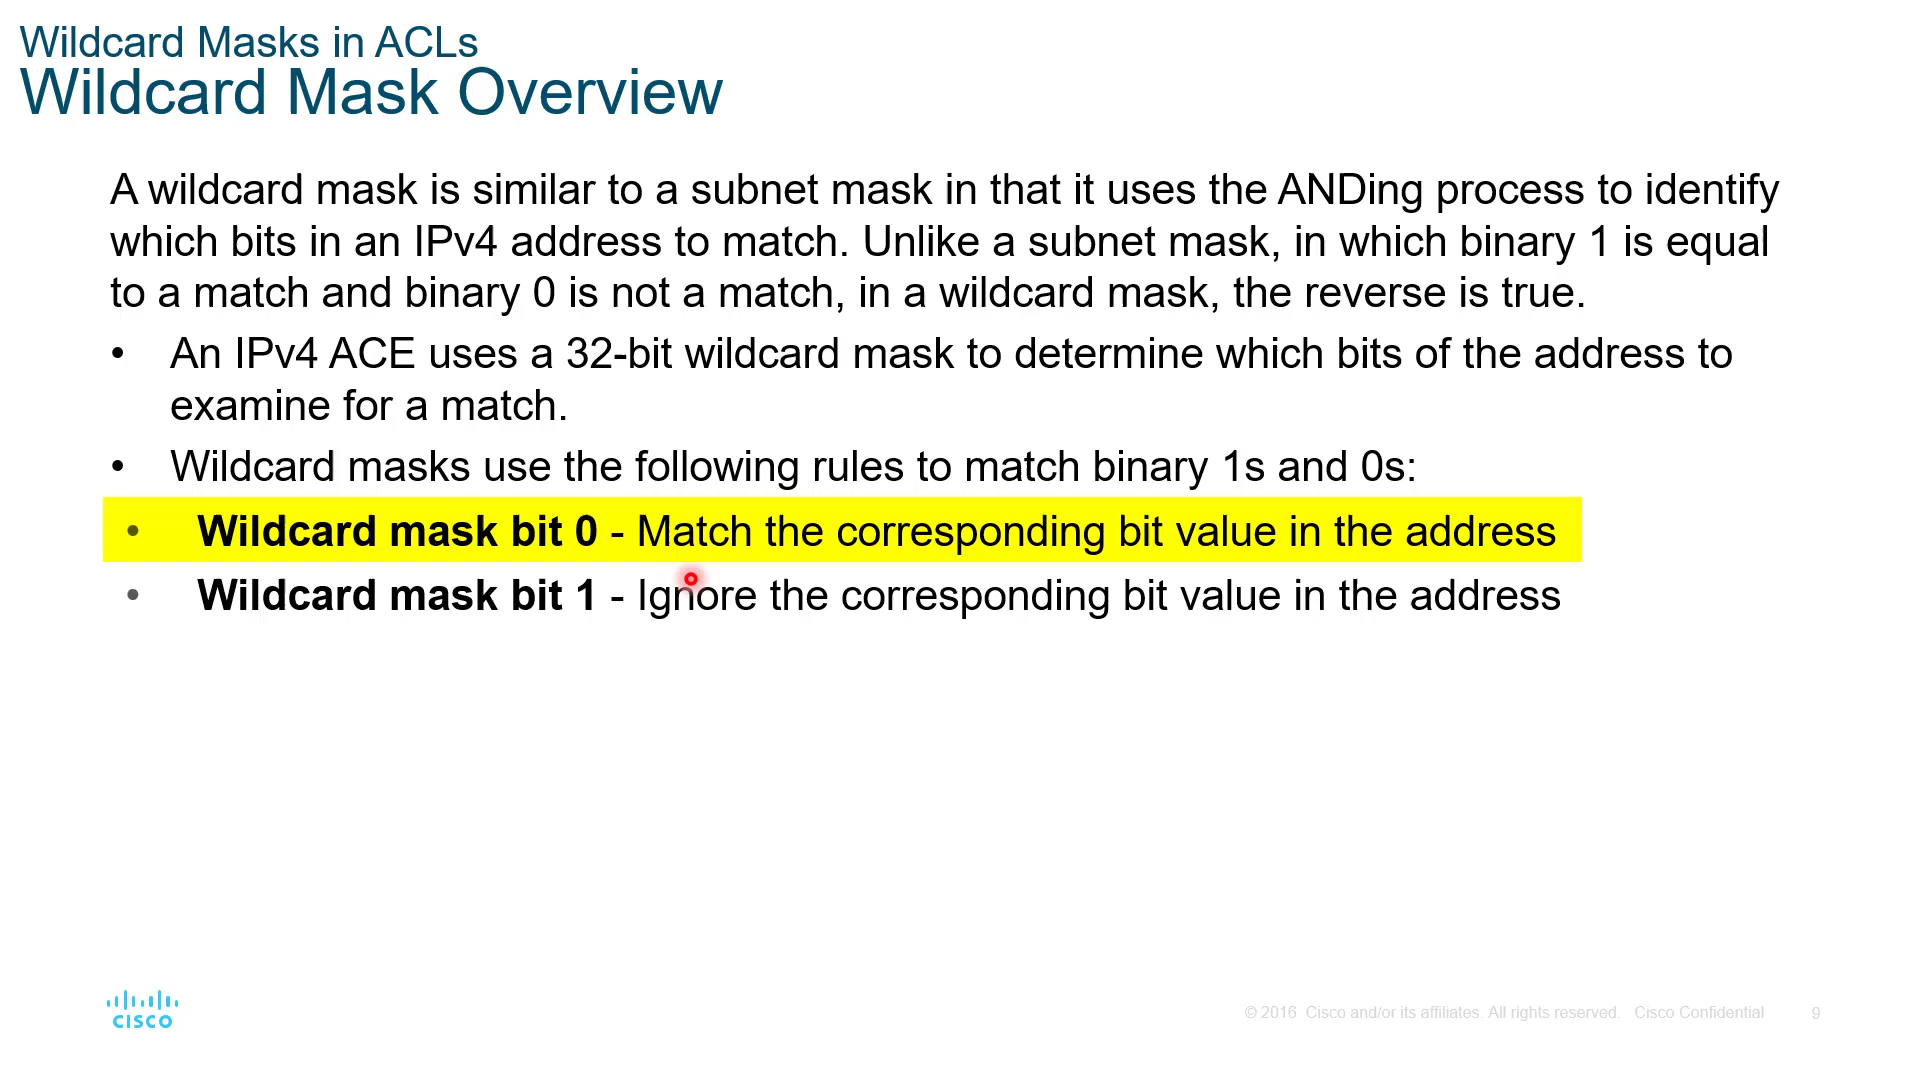 Wildcard Masks in ACLs
Wildcard Mask Overview
A wildcard mask is similar to a subnet mask in that it uses the ANDing process to identify
which bits in an IPv4 address to match. Unlike a subnet mask, in which binary 1 is equal
to a match and binary 0 is not a match, in a wildcard mask, the reverse is true.
• An IPv4 ACE uses a 32-bit wildcard mask to determine which bits of the address to
examine for a match.
• Wildcard masks use the following rules to match binary 1s and 0s:
• Wildcard mask bit 0 - Match the corresponding bit value in the address
• Wildcard mask bit 1 - Ignore the corresponding bit value in the address
CISCO
© 2016 Cisco and/or its affiliates. All rights reserved. Cisco Confidential 9